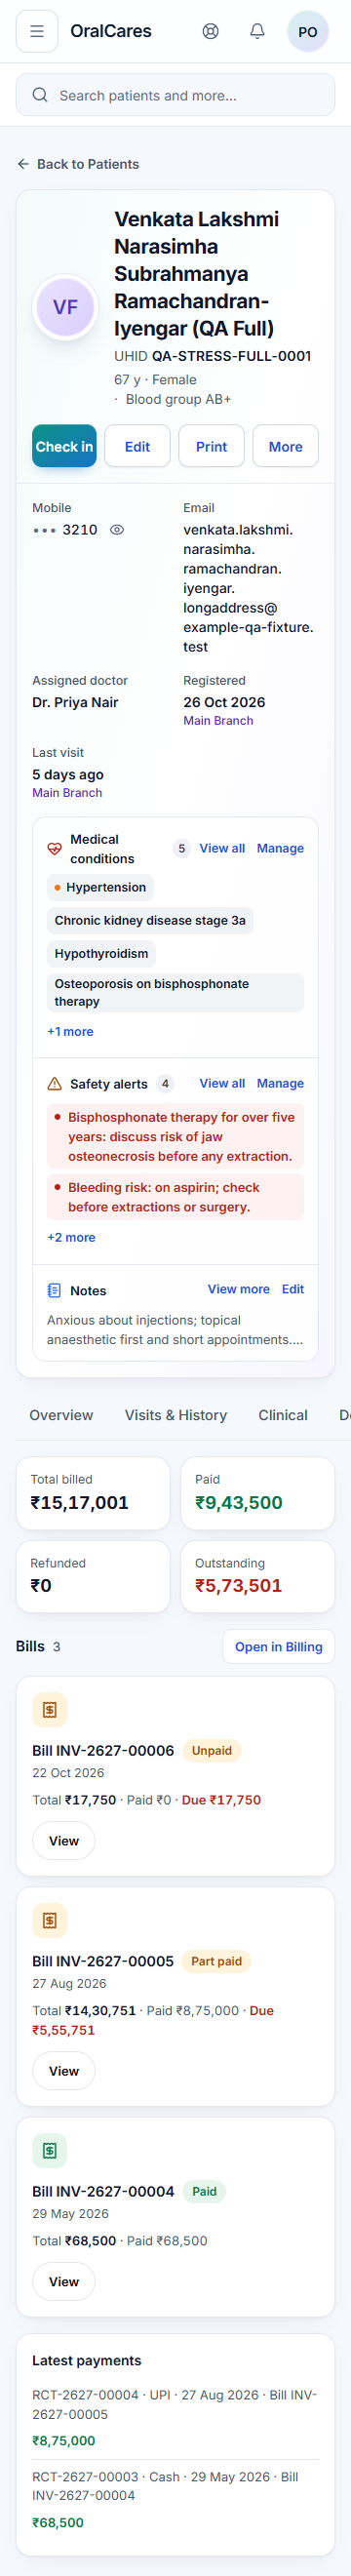 OralCares
PO
Search patients and more...
Back to Patients
VF
Venkata Lakshmi
Narasimha
Subrahmanya
Ramachandran-
Iyengar (QA Full)
UHID QA-STRESS-FULL-0001
67 y · Female
· Blood group AB+
Check in
Edit
Print
More
Mobile
••• 3210
Email
venkata.lakshmi.
narasimha.
ramachandran.
iyengar.
longaddress@
example-qa-fixture.
test
Assigned doctor
Dr. Priya Nair
Registered
26 Oct 2026
Main Branch
Last visit
5 days ago
Main Branch
Medical
conditions
5 View all Manage
Hypertension
Chronic kidney disease stage 3a
Hypothyroidism
Osteoporosis on bisphosphonate
therapy
+1 more
Safety alerts 4 View all Manage
Bisphosphonate therapy for over five
years: discuss risk of jaw
osteonecrosis before any extraction.
Bleeding risk: on aspirin; check
before extractions or surgery.
+2 more
Notes View more Edit
Anxious about injections; topical
anaesthetic first and short appointments....
Overview Visits & History Clinical D
Total billed
₹15,17,001
Paid
₹9,43,500
Refunded
₹0
Outstanding
₹5,73,501
Bills 3
Open in Billing
Bill INV-2627-00006 Unpaid
22 Oct 2026
Total ₹17,750 · Paid ₹0 · Due ₹17,750
View
Bill INV-2627-00005 Part paid
27 Aug 2026
Total ₹14,30,751 · Paid ₹8,75,000 · Due
₹5,55,751
View
Bill INV-2627-00004 Paid
29 May 2026
Total ₹68,500 · Paid ₹68,500
View
Latest payments
RCT-2627-00004 · UPI · 27 Aug 2026 · Bill INV-
2627-00005
₹8,75,000
RCT-2627-00003 · Cash · 29 May 2026 · Bill
INV-2627-00004
₹68,500